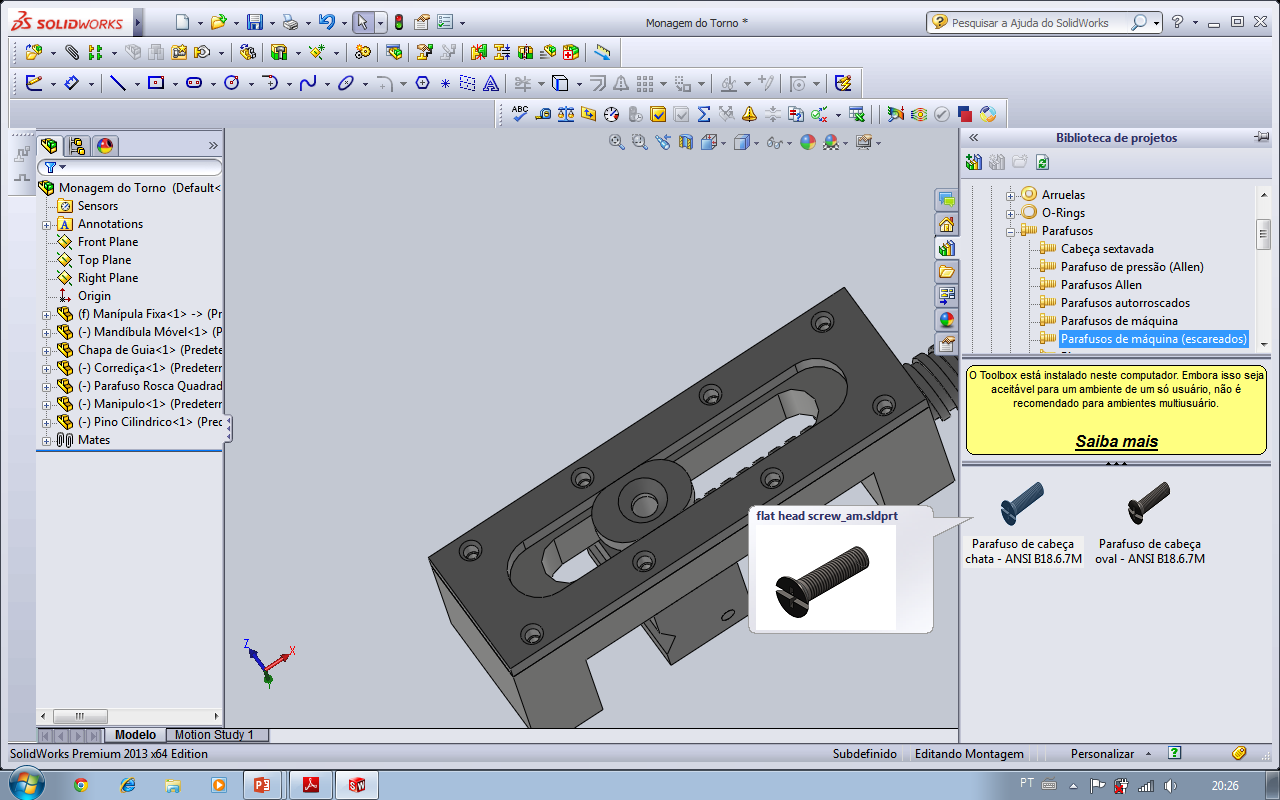 SOLIDWORKS
Monagem do Torno *
Pesquisar a Ajuda do SolidWorks
ABC
Biblioteca de projetos
Monagem do Torno (Default<
Sensors
Annotations
Front Plane
Top Plane
Right Plane
Origin
(f) Manípula Fixa<1> -> (Pr
(-) Mandíbula Móvel<1> (P
Chapa de Guia<1> (Predete
(-) Corrediça<1> (Predeterr
(-) Parafuso Rosca Quadrad
(-) Manipulo<1> (Predeterr
(-) Pino Cilindrico<1> (Prec
Mates
Arruelas
O-Rings
Parafusos
Cabeça sextavada
Parafuso de pressão (Allen)
Parafusos Allen
Parafusos autorroscados
Parafusos de máquina
Parafusos de máquina (escareados)
O Toolbox está instalado neste computador. Embora isso seja
aceitável para um ambiente de um só usuário, não é
recomendado para ambientes multiusuário.
Saiba mais
flat head screw_am.sldprt
Parafuso de cabeça
chata - ANSI B18.6.7M
Parafuso de cabeça
oval - ANSI B18.6.7M
Z
X
Y
Modelo
Motion Study 1
SolidWorks Premium 2013 x64 Edition
Subdefinido
Editando Montagem
Personalizar
PT
20:26